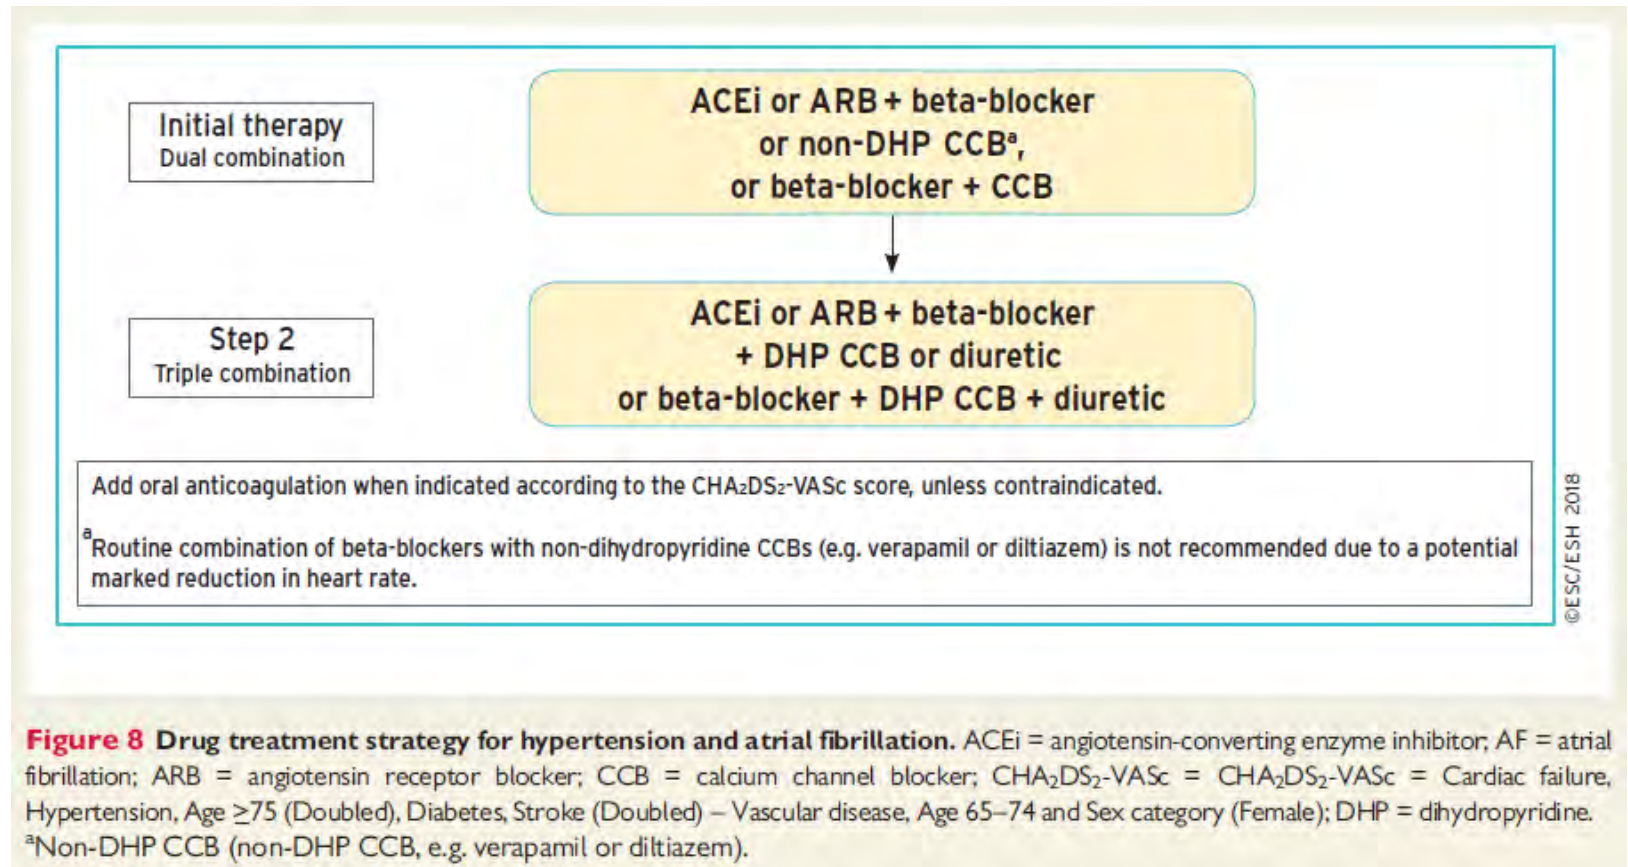 Initial therapy
Dual combination
ACEi or ARB + beta-blocker
or non-DHP CCBᵃ,
or beta-blocker + CCB
Step 2
Triple combination
ACEi or ARB + beta-blocker
+ DHP CCB or diuretic
or beta-blocker + DHP CCB + diuretic
Add oral anticoagulation when indicated according to the CHA₂DS₂-VASc score, unless contraindicated.
ᵃRoutine combination of beta-blockers with non-dihydropyridine CCBs (e.g. verapamil or diltiazem) is not recommended due to a potential
marked reduction in heart rate.
©ESC/ESH 2018
Figure 8 Drug treatment strategy for hypertension and atrial fibrillation. ACEi = angiotensin-converting enzyme inhibitor; AF = atrial
fibrillation; ARB = angiotensin receptor blocker; CCB = calcium channel blocker; CHA₂DS₂-VASc = CHA₂DS₂-VASc = Cardiac failure,
Hypertension, Age ≥75 (Doubled), Diabetes, Stroke (Doubled) – Vascular disease, Age 65–74 and Sex category (Female); DHP = dihydropyridine.
ᵃNon-DHP CCB (non-DHP CCB, e.g. verapamil or diltiazem).